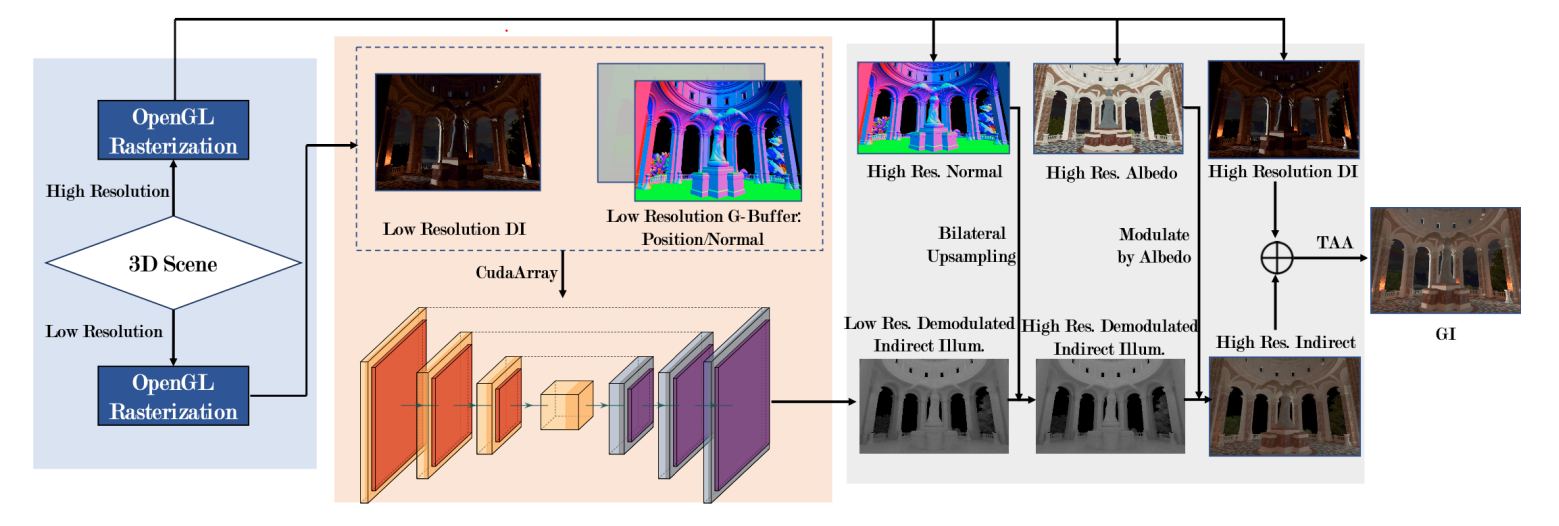 OpenGL
Rasterization
High Resolution
3D Scene
Low Resolution
OpenGL
Rasterization
Low Resolution DI
Low Resolution G-Buffer:
Position/Normal
CudaArray
High Res. Normal
High Res. Albedo
High Resolution DI
Bilateral
Upsampling
Modulate
by Albedo
TAA
GI
Low Res. Demodulated
Indirect Illum.
High Res. Demodulated
Indirect Illum.
High Res. Indirect